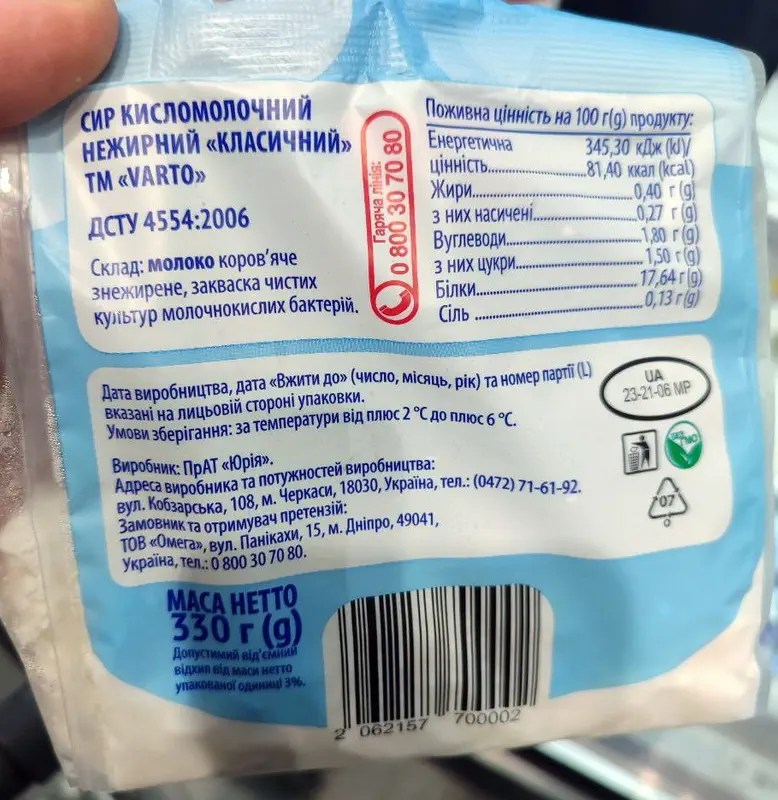 СИР КИСЛОМОЛОЧНИЙ
НЕЖИРНИЙ «КЛАСИЧНИЙ»
ТМ «VARTO»
ДСТУ 4554:2006
Склад: молоко коров’яче
знежирене, закваска чистих
культур молочнокислих бактерій.
Гаряча лінія:
0 800 30 70 80
Поживна цінність на 100 г(g) продукту:
Енергетична 345,30 кДж (kJ)/
цінність 81,40 ккал (kcal)
Жири 0,40 г (g)
з них насичені 0,27 г (g)
Вуглеводи 1,80 г (g)
з них цукри 1,50 г (g)
Білки 17,64 г (g)
Сіль 0,13 г (g)
Дата виробництва, дата «Вжити до» (число, місяць, рік) та номер партії (L)
вказані на лицьовій стороні упаковки.
Умови зберігання: за температури від плюс 2 °С до плюс 6 °С.
Виробник: ПрАТ «Юрія».
Адреса виробника та потужностей виробництва:
вул. Кобзарська, 108, м. Черкаси, 18030, Україна, тел.: (0472) 71-61-92.
Замовник та отримувач претензій:
ТОВ «Омега», вул. Панікахи, 15, м. Дніпро, 49041,
Україна, тел.: 0 800 30 70 80.
UA
23-21-06 MP
07
МАСА НЕТТО
330 г (g)
Допустимий від’ємний
відхил від маси нетто
упакованої одиниці 3%.
2 062157 700002